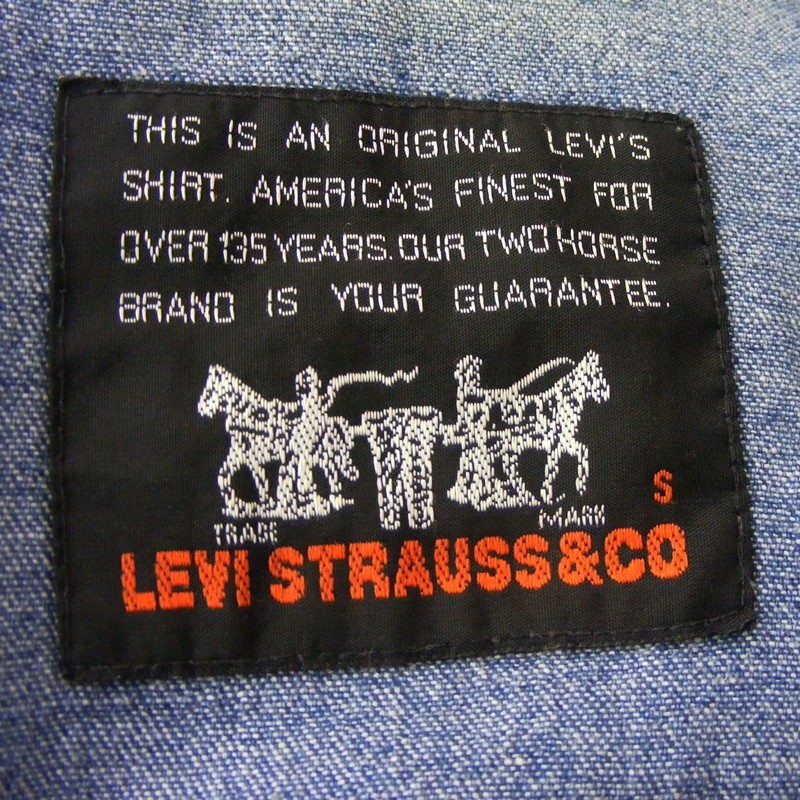 THIS IS AN ORIGINAL LEVI'S
SHIRT. AMERICA'S FINEST FOR
OVER 135 YEARS. OUR TWO HORSE
BRAND IS YOUR GUARANTEE.
S
TRADE MARK
LEVI STRAUSS & CO